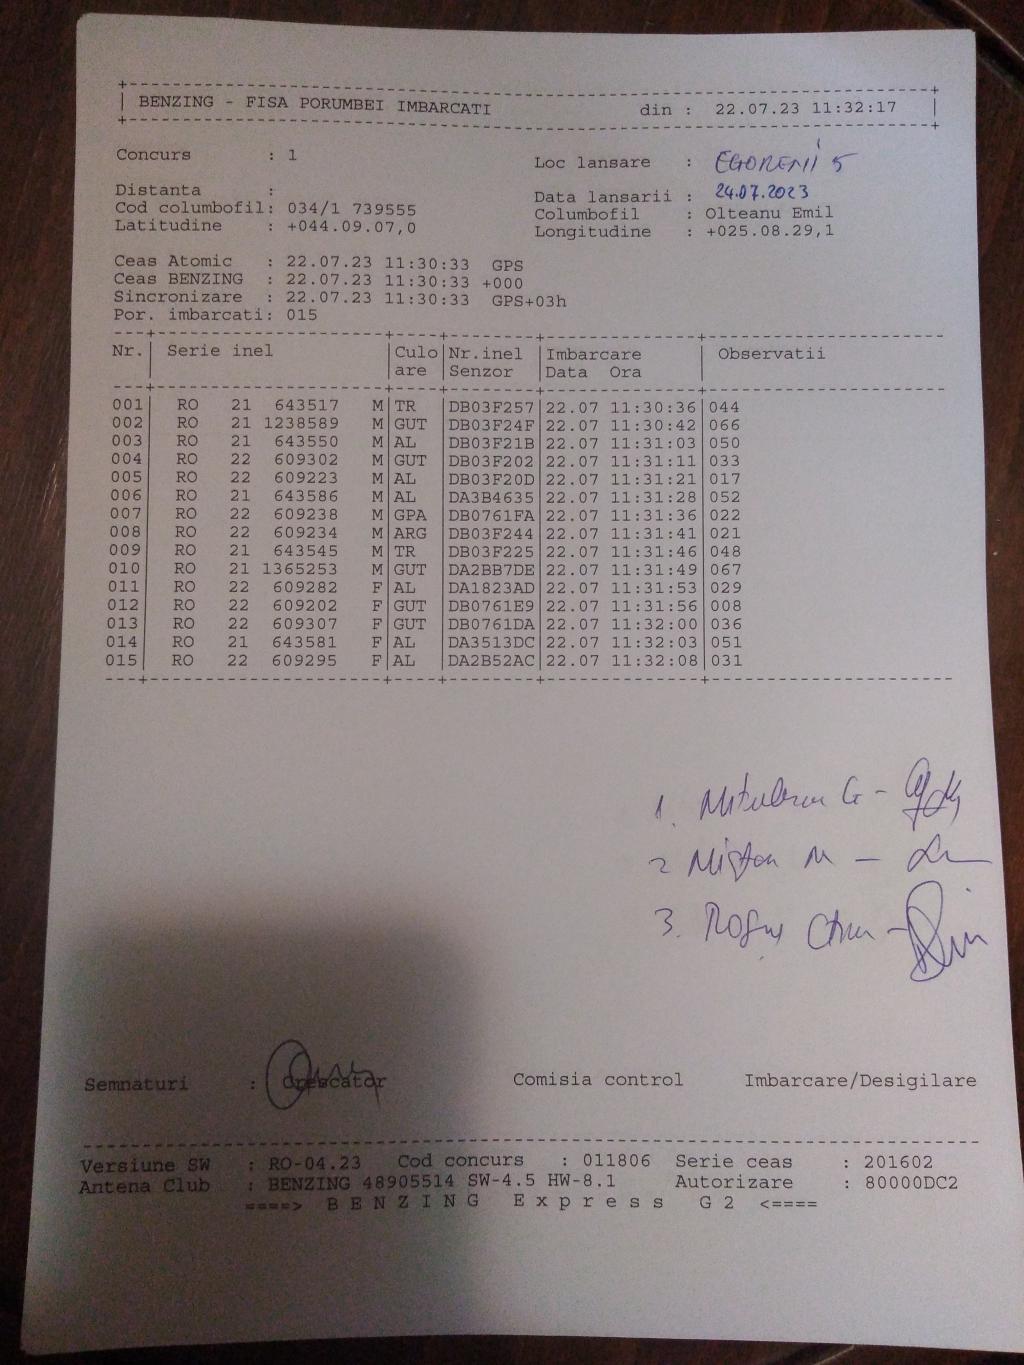 BENZING - FISA PORUMBEI IMBARCATI din : 22.07.23 11:32:17
Concurs : 1 Loc lansare : EGORENII 5
Distanta : Data lansarii : 24.07.2023
Cod columbofil: 034/1 739555 Columbofil : Olteanu Emil
Latitudine : +044.09.07,0 Longitudine : +025.08.29,1
Ceas Atomic : 22.07.23 11:30:33 GPS
Ceas BENZING : 22.07.23 11:30:33 +000
Sincronizare : 22.07.23 11:30:33 GPS+03h
Por. imbarcati: 015
Nr. Serie inel Culo Nr.inel Imbarcare Observatii
are Senzor Data Ora
001 RO 21 643517 M TR DB03F257 22.07 11:30:36 044
002 RO 21 1238589 M GUT DB03F24F 22.07 11:30:42 066
003 RO 21 643550 M AL DB03F21B 22.07 11:31:03 050
004 RO 22 609302 M GUT DB03F202 22.07 11:31:11 033
005 RO 22 609223 M AL DB03F20D 22.07 11:31:21 017
006 RO 21 643586 M AL DA3B4635 22.07 11:31:28 052
007 RO 22 609238 M GPA DB0761FA 22.07 11:31:36 022
008 RO 22 609234 M ARG DB03F244 22.07 11:31:41 021
009 RO 21 643545 M TR DB03F225 22.07 11:31:46 048
010 RO 21 1365253 M GUT DA2BB7DE 22.07 11:31:49 067
011 RO 22 609282 F AL DA1823AD 22.07 11:31:53 029
012 RO 22 609202 F GUT DB0761E9 22.07 11:31:56 008
013 RO 22 609307 F GUT DB0761DA 22.07 11:32:00 036
014 RO 21 643581 F AL DA3513DC 22.07 11:32:03 051
015 RO 22 609295 F AL DA2B52AC 22.07 11:32:08 031
1. G -
2 M -
3.
Semnaturi : Crescator Comisia control Imbarcare/Desigilare
Versiune SW : RO-04.23 Cod concurs : 011806 Serie ceas : 201602
Antena Club : BENZING 48905514 SW-4.5 HW-8.1 Autorizare : 80000DC2
====> B E N Z I N G E x p r e s s G 2 <====